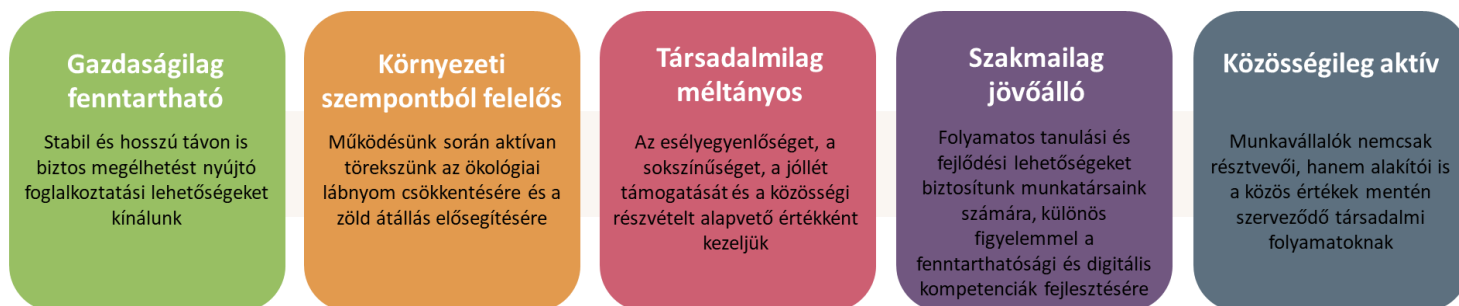 Gazdaságilag
fenntartható
Stabil és hosszú távon is
biztos megélhetést nyújtó
foglalkoztatási lehetőségeket
kínálunk
Környezeti
szempontból felelős
Működésünk során aktívan
törekszünk az ökológiai
lábnyom csökkentésére és a
zöld átállás elősegítésére
Társadalmilag
méltányos
Az esélyegyenlőséget, a
sokszínűséget, a jóllét
támogatását és a közösségi
részvételt alapvető értékként
kezeljük
Szakmailag
jövőálló
Folyamatos tanulási és
fejlődési lehetőségeket
biztosítunk munkatársaink
számára, különös
figyelemmel a
fenntarthatósági és digitális
kompetenciák fejlesztésére
Közösségileg aktív
Munkavállalók nemcsak
résztvevői, hanem alakítói is
a közös értékek mentén
szerveződő társadalmi
folyamatoknak